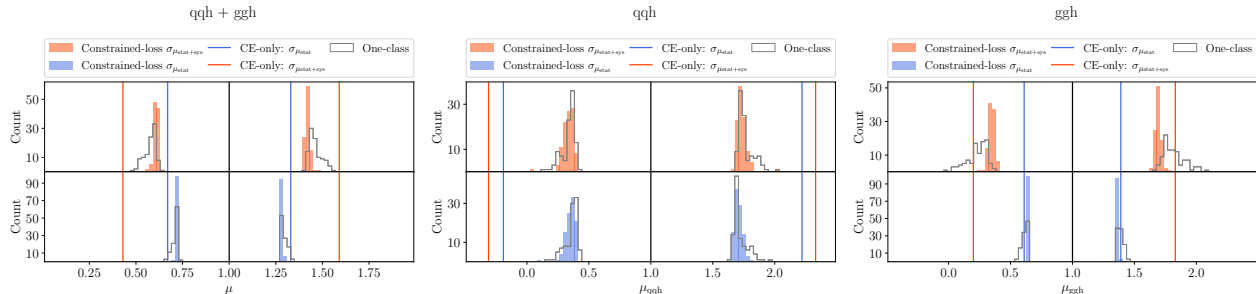 qqh + ggh
Constrained-loss σμstat+sys CE-only: σμstat One-class
Constrained-loss σμstat CE-only: σμstat+sys
Count
50
30
10
Count
90
70
50
30
10
0.25 0.50 0.75 1.00 1.25 1.50 1.75
μ
qqh
Constrained-loss σμstat+sys CE-only: σμstat One-class
Constrained-loss σμstat CE-only: σμstat+sys
Count
30
10
Count
30
10
0.0 0.5 1.0 1.5 2.0
μqqh
ggh
Constrained-loss σμstat+sys CE-only: σμstat One-class
Constrained-loss σμstat CE-only: σμstat+sys
Count
50
30
10
Count
90
70
50
30
10
0.0 0.5 1.0 1.5 2.0
μggh